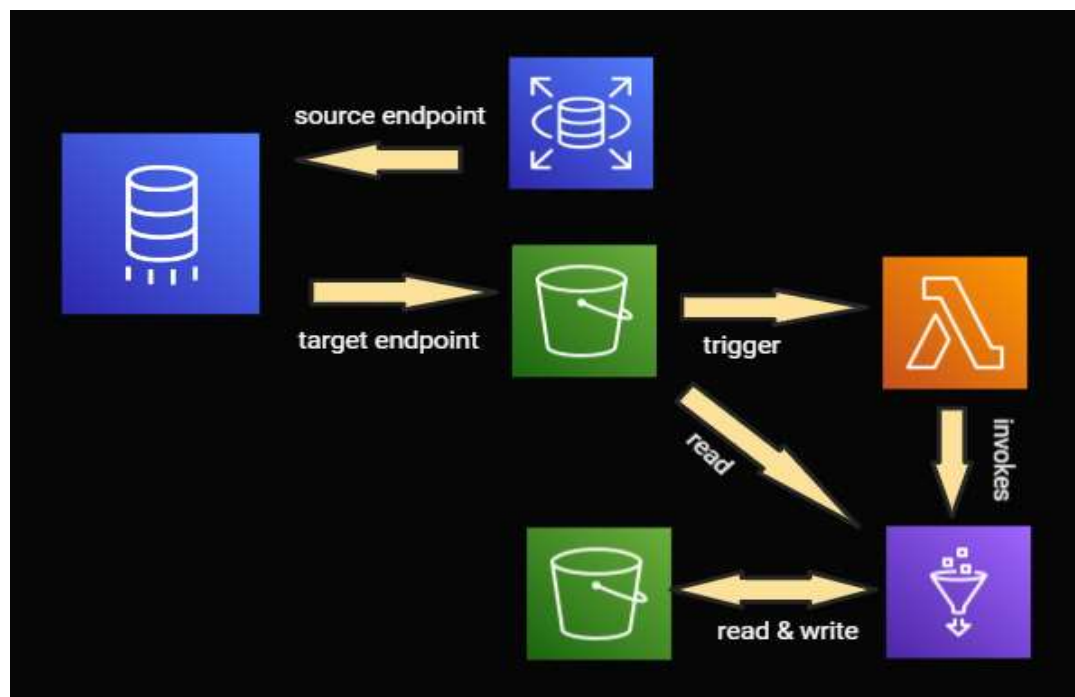 source endpoint
target endpoint
trigger
read
invokes
read & write